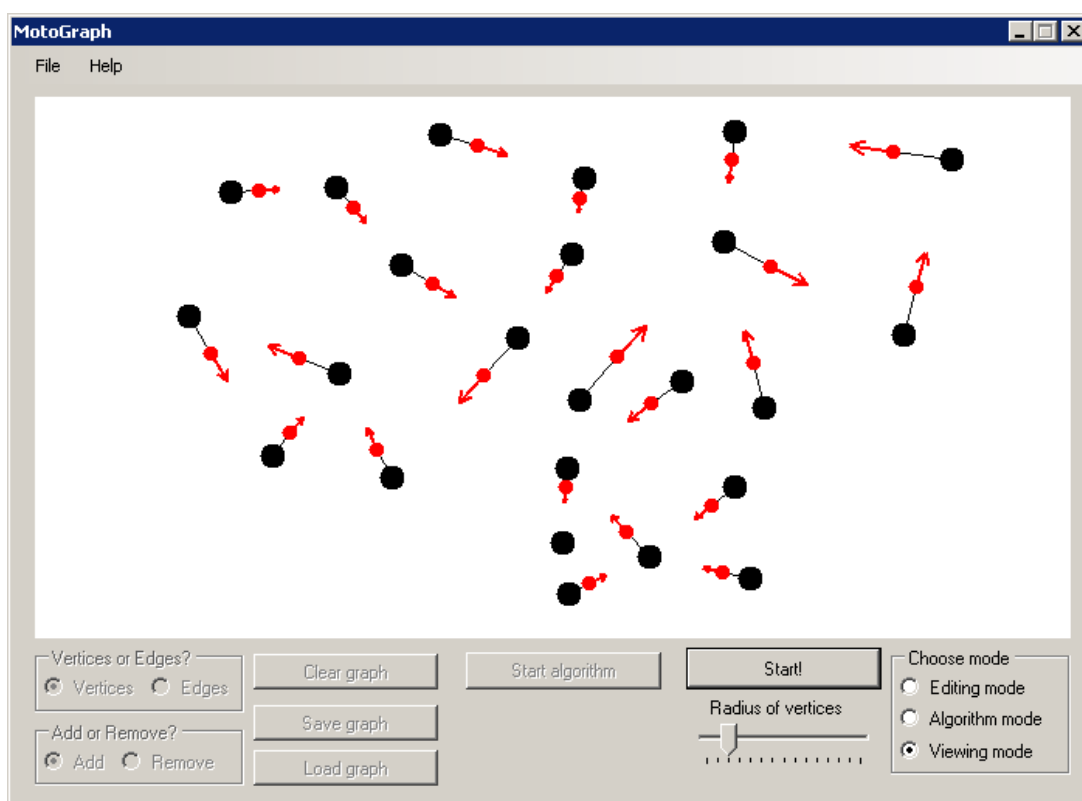 MotoGraph
File Help
Vertices or Edges?
Vertices Edges
Add or Remove?
Add Remove
Clear graph
Save graph
Load graph
Start algorithm
Start!
Radius of vertices
Choose mode
Editing mode
Algorithm mode
Viewing mode